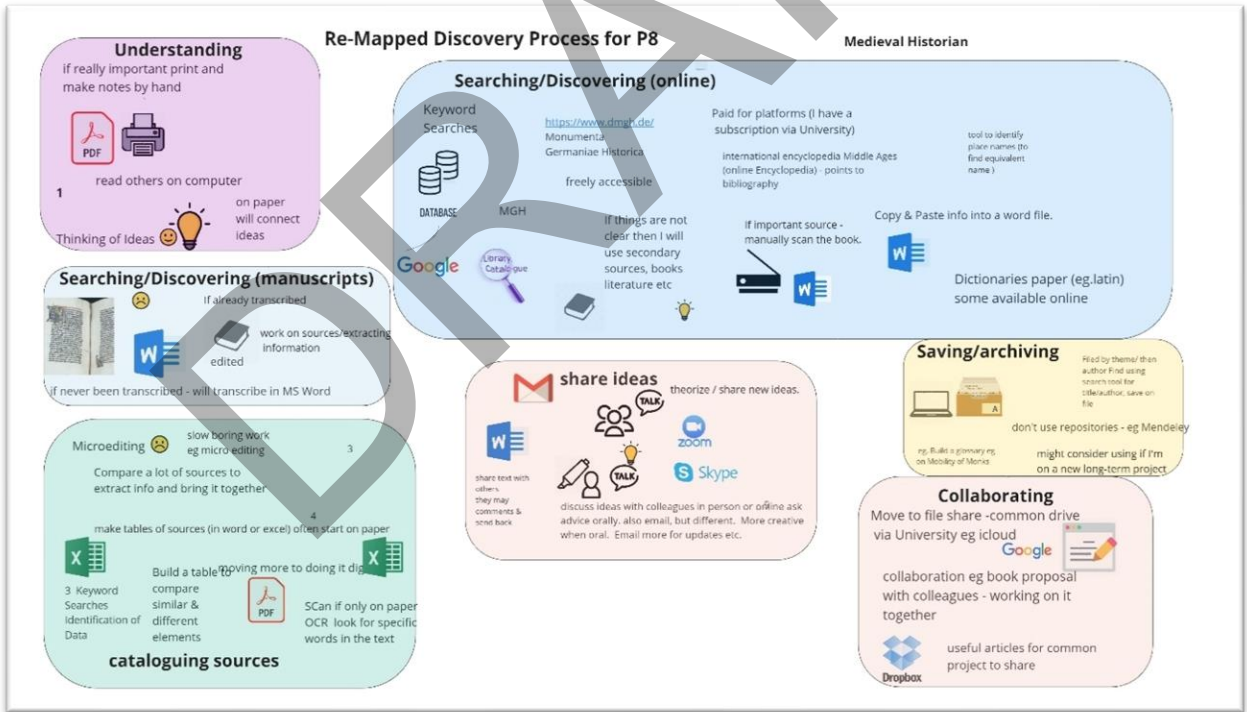 Re-Mapped Discovery Process for P8
Medieval Historian
Understanding
if really important print and
make notes by hand
PDF
read others on computer
1
on paper
will connect
ideas
Thinking of Ideas
Searching/Discovering (online)
Keyword
Searches
DATABASE
Google
https://www.dmgh.de/
Monumenta
Germaniae Historica
freely accessible
MGH
Library
Catalogue
If things are not
clear then I will
use secondary
sources, books
literature etc
Paid for platforms (I have a
subscription via University)
international encyclopedia Middle Ages
(online Encyclopedia) - points to
bibliography
tool to identify
place names (to
find equivalent
name )
If important source -
manually scan the book.
W
Copy & Paste info into a word file.
W
Dictionaries paper (eg.latin)
some available online
Searching/Discovering (manuscripts)
If already transcribed
W
edited
work on sources/extracting
information
if never been transcribed - will transcribe in MS Word
Microediting
slow boring work
eg micro editing
3
Compare a lot of sources to
extract info and bring it together
4
make tables of sources (in word or excel) often start on paper
X
X
moving more to doing it dig
3 Keyword
Searches
Identification of
Data
Build a table to
compare
similar &
different
elements
PDF
SCan if only on paper
OCR look for specific
words in the text
cataloguing sources
share ideas
theorize / share new ideas.
TALK
W
zoom
Skype
TALK
share text with
others
they may
comments &
send back
discuss ideas with colleagues in person or online ask
advice orally. also email, but different. More creative
when oral. Email more for updates etc.
Saving/archiving
Filed by theme/ then
author Find using
search tool for
title/author, save on
file
A
don't use repositories - eg Mendeley
eg. Build a glossary eg
on Mobility of Monks
might consider using if I'm
on a new long-term project
Collaborating
Move to file share -common drive
via University eg icloud
Google
collaboration eg book proposal
with colleagues - working on it
together
Dropbox
useful articles for common
project to share
DRA